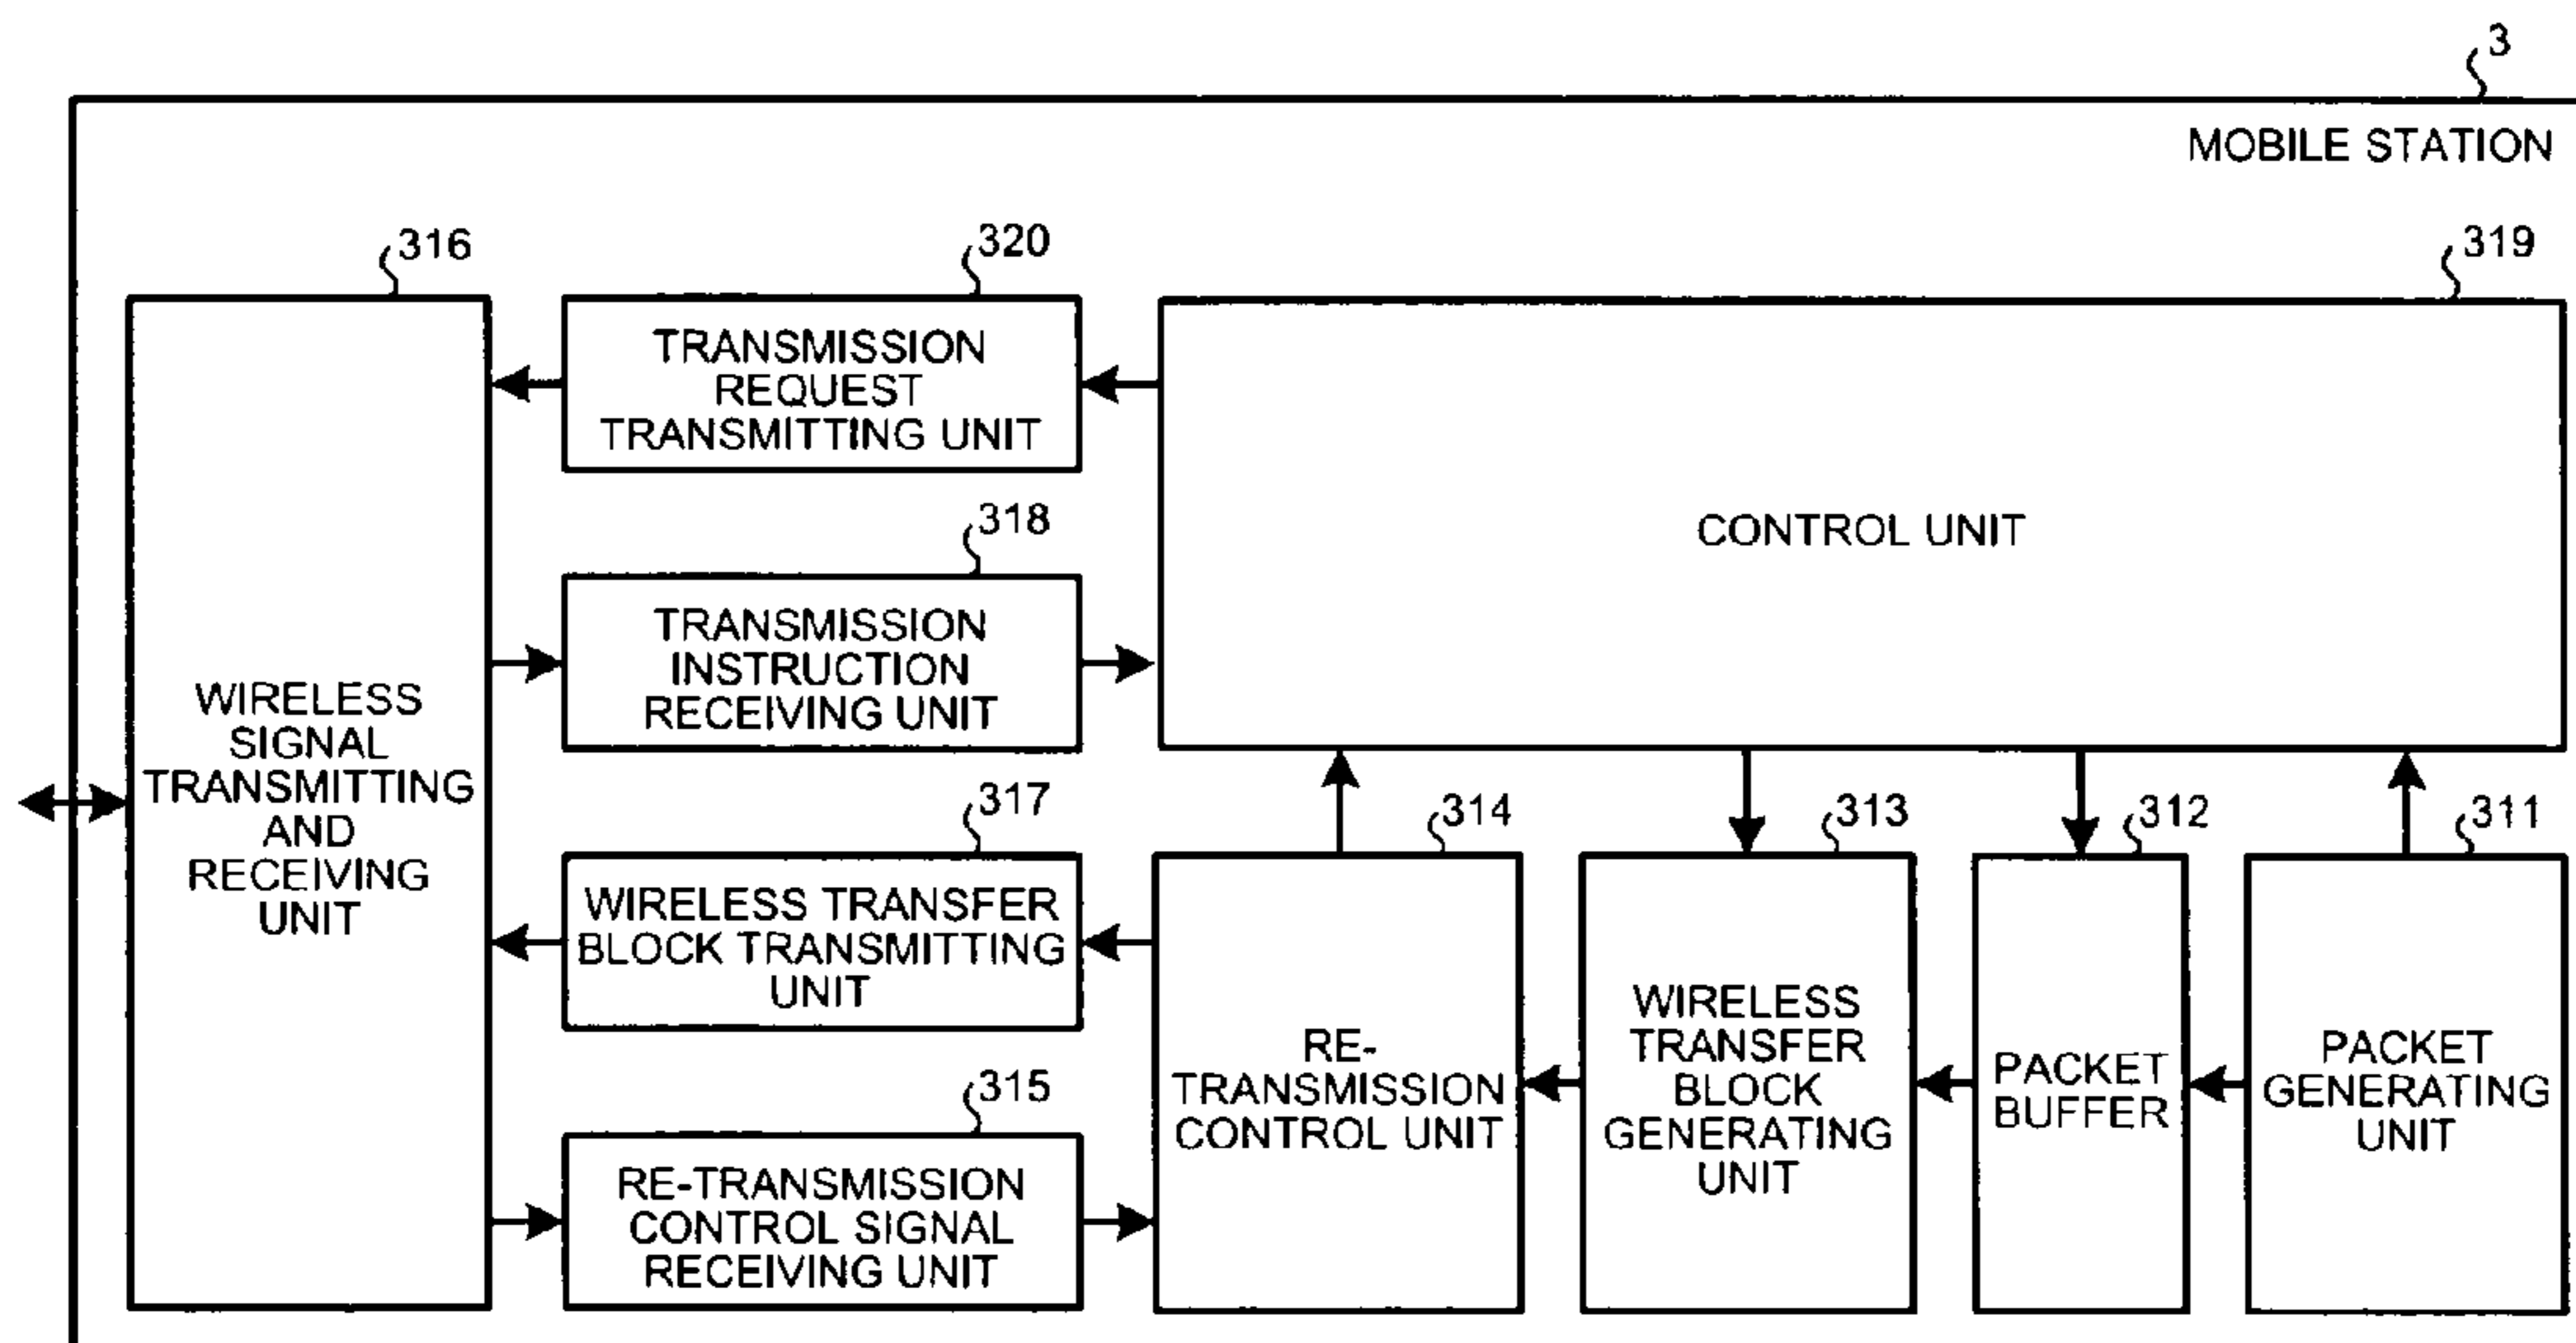 3
MOBILE STATION
316
320
319
TRANSMISSION
REQUEST
TRANSMITTING UNIT
318
TRANSMISSION
INSTRUCTION
RECEIVING UNIT
CONTROL UNIT
WIRELESS
SIGNAL
TRANSMITTING
AND
RECEIVING
UNIT
317
WIRELESS TRANSFER
BLOCK TRANSMITTING
UNIT
315
RE-TRANSMISSION
CONTROL SIGNAL
RECEIVING UNIT
314
RE-
TRANSMISSION
CONTROL UNIT
313
WIRELESS
TRANSFER
BLOCK
GENERATING
UNIT
312
PACKET
BUFFER
311
PACKET
GENERATING
UNIT